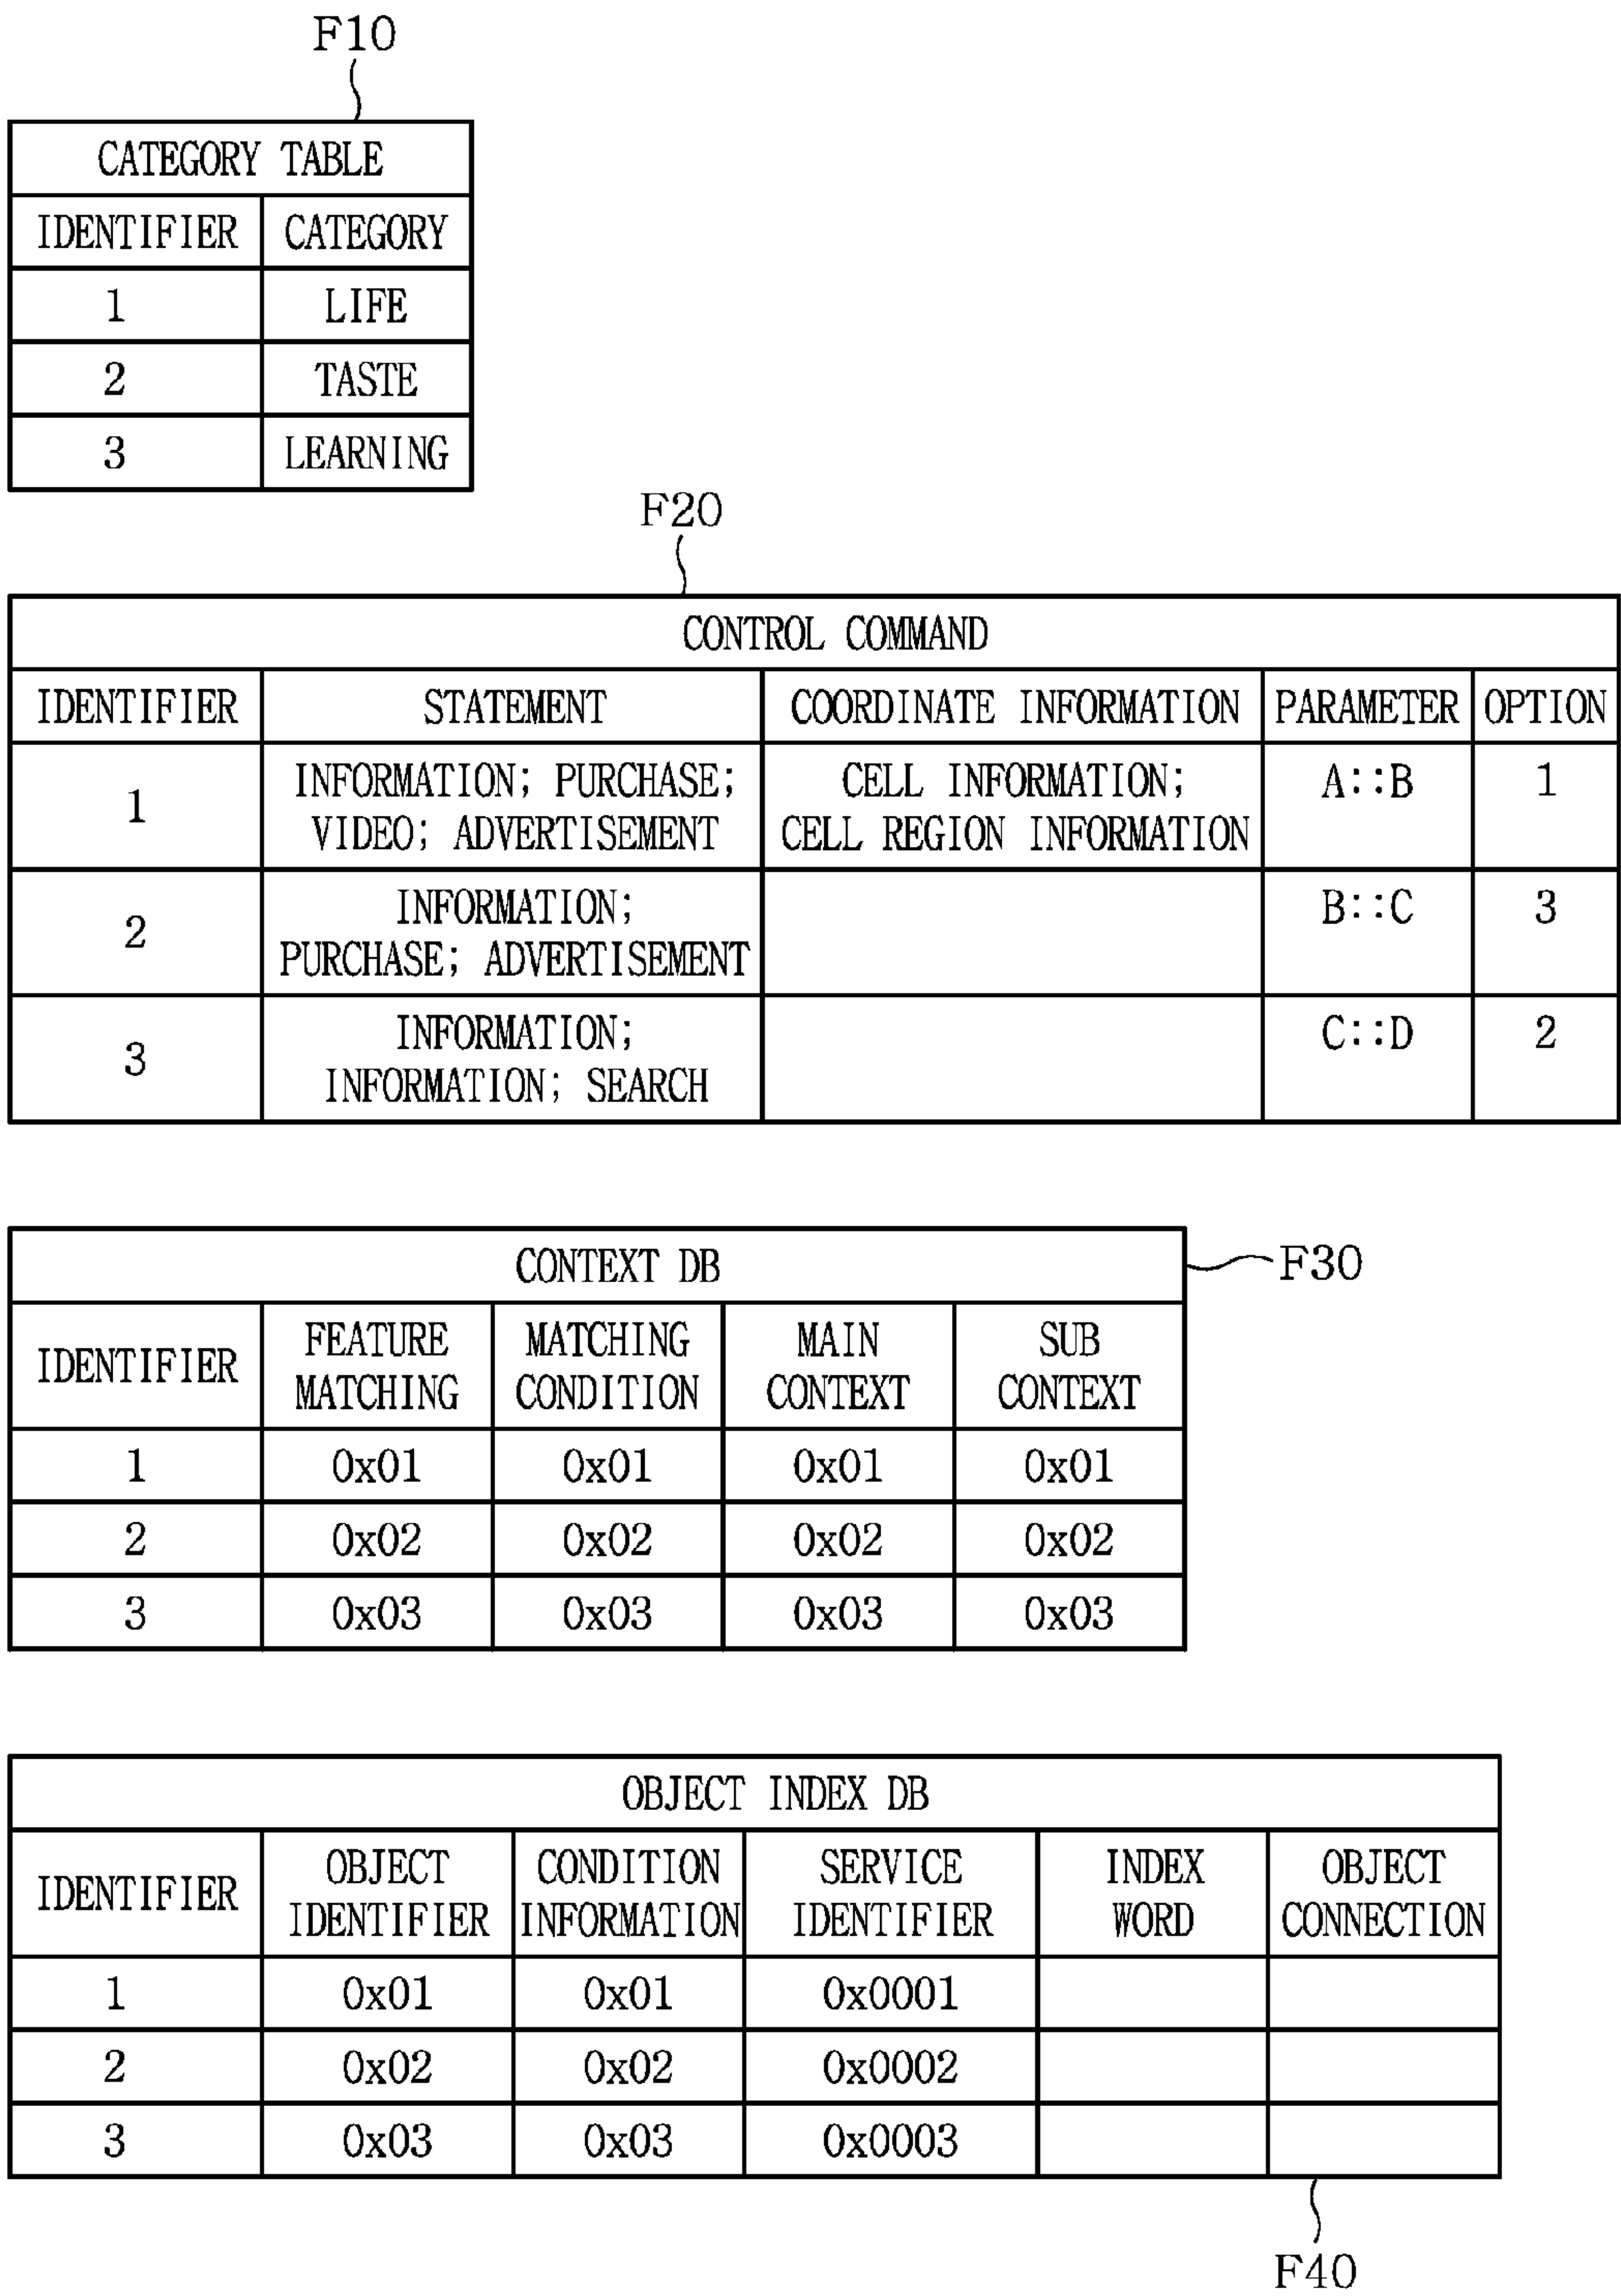 F10
CATEGORY TABLE
IDENTIFIER CATEGORY
1 LIFE
2 TASTE
3 LEARNING
F20
CONTROL COMMAND
IDENTIFIER STATEMENT COORDINATE INFORMATION PARAMETER OPTION
1 INFORMATION; PURCHASE; CELL INFORMATION; A::B 1
VIDEO; ADVERTISEMENT CELL REGION INFORMATION
2 INFORMATION; B::C 3
PURCHASE; ADVERTISEMENT
3 INFORMATION; C::D 2
INFORMATION; SEARCH
CONTEXT DB
F30
IDENTIFIER FEATURE MATCHING MAIN SUB
MATCHING CONDITION CONTEXT CONTEXT
1 0x01 0x01 0x01 0x01
2 0x02 0x02 0x02 0x02
3 0x03 0x03 0x03 0x03
OBJECT INDEX DB
IDENTIFIER OBJECT CONDITION SERVICE INDEX OBJECT
IDENTIFIER INFORMATION IDENTIFIER WORD CONNECTION
1 0x01 0x01 0x0001
2 0x02 0x02 0x0002
3 0x03 0x03 0x0003
F40